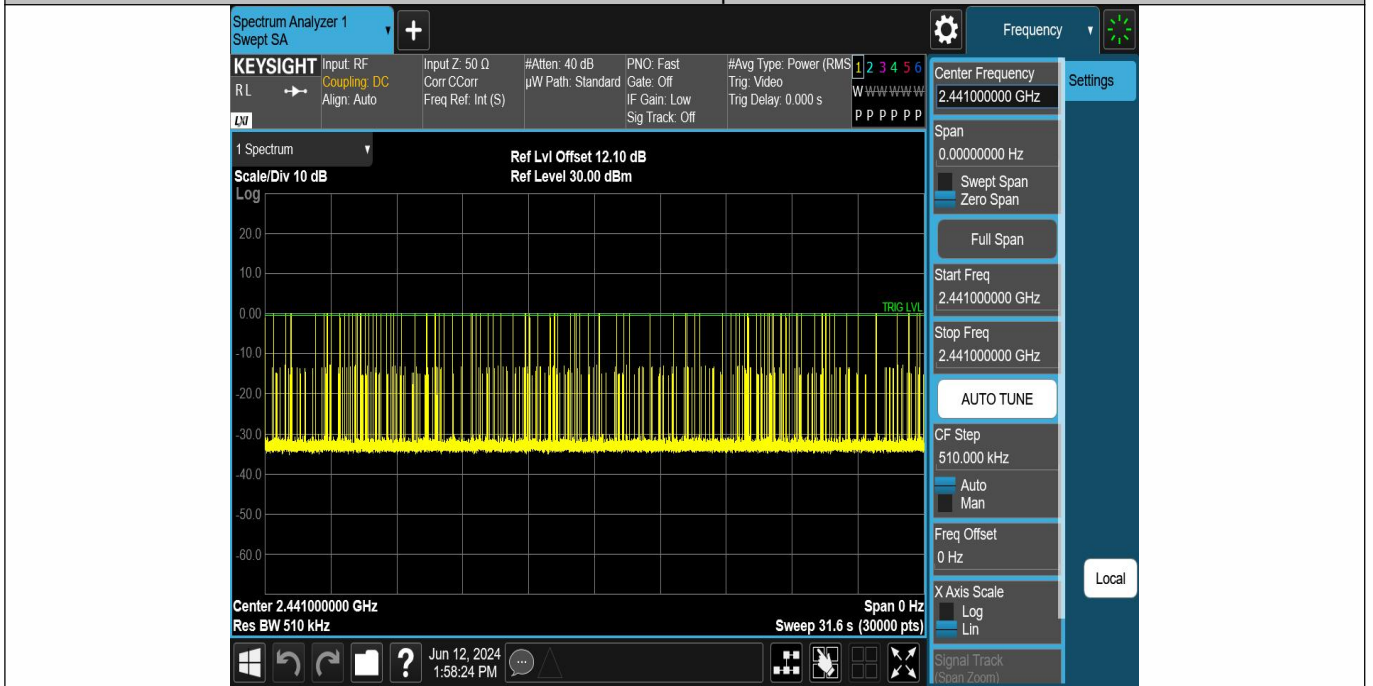 Spectrum Analyzer 1
Swept SA
+
Frequency
KEYSIGHT
RL
LXI
Input: RF
Coupling: DC
Align: Auto
Input Z: 50 Ω
Corr CCorr
Freq Ref: Int (S)
#Atten: 40 dB
µW Path: Standard
PNO: Fast
Gate: Off
IF Gain: Low
Sig Track: Off
#Avg Type: Power (RMS
Trig: Video
Trig Delay: 0.000 s
1 2 3 4 5 6
W W W W W W
P P P P P P
1 Spectrum
Scale/Div 10 dB
Ref Lvl Offset 12.10 dB
Ref Level 30.00 dBm
Log
20.0
10.0
0.00
TRIG LVL
-10.0
-20.0
-30.0
-40.0
-50.0
-60.0
Center 2.441000000 GHz
Res BW 510 kHz
Span 0 Hz
Sweep 31.6 s (30000 pts)
Center Frequency
2.441000000 GHz
Settings
Span
0.00000000 Hz
Swept Span
Zero Span
Full Span
Start Freq
2.441000000 GHz
Stop Freq
2.441000000 GHz
AUTO TUNE
CF Step
510.000 kHz
Auto
Man
Freq Offset
0 Hz
X Axis Scale
Log
Lin
Local
Signal Track
(Span Zoom)
?
Jun 12, 2024
1:58:24 PM